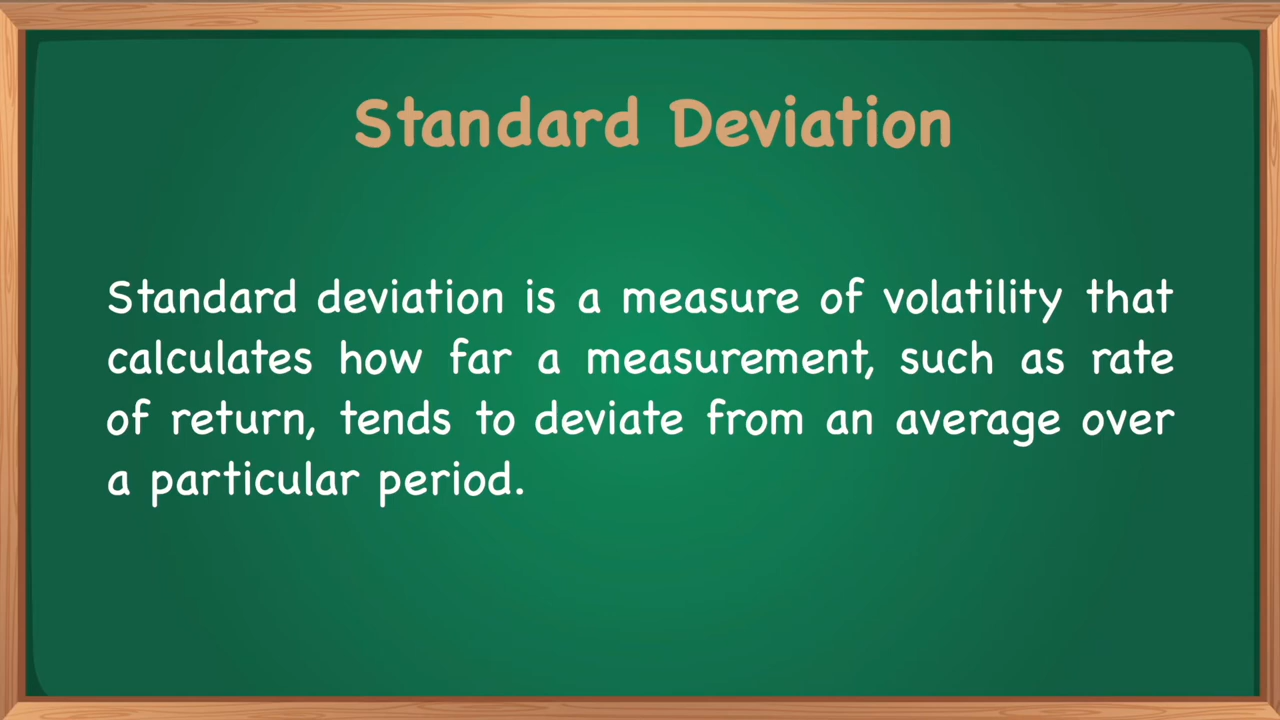 Standard Deviation
Standard deviation is a measure of volatility that
calculates how far a measurement, such as rate
of return, tends to deviate from an average over
a particular period.